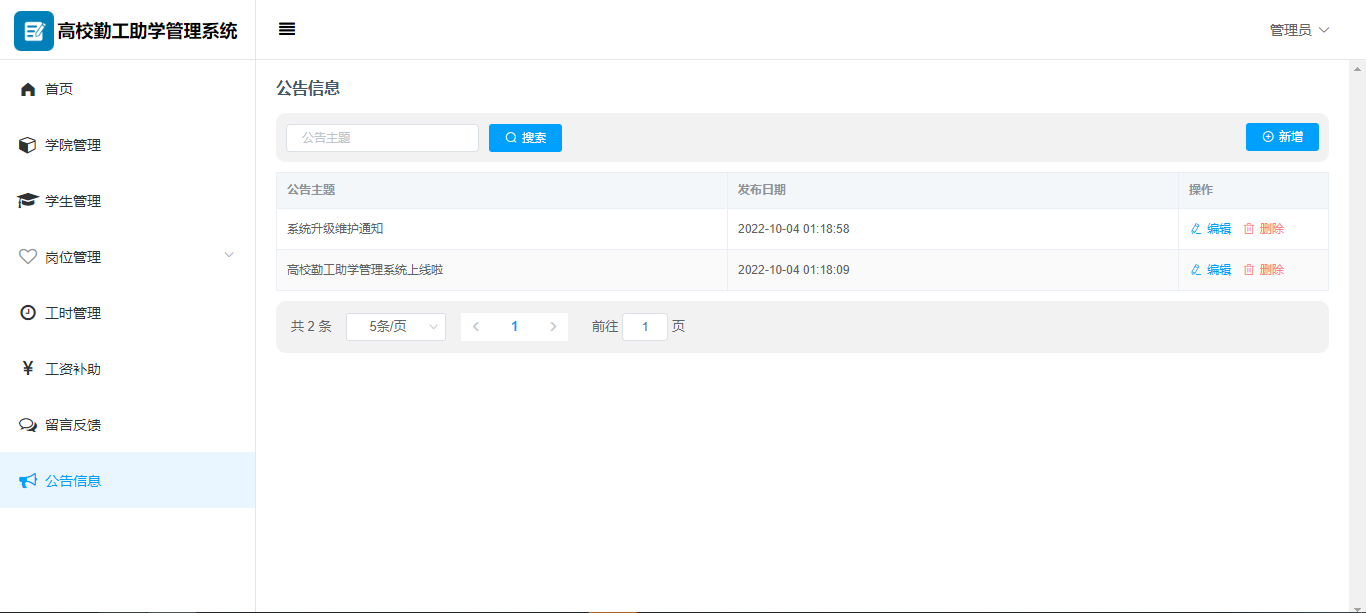 高校勤工助学管理系统
管理员
首页
学院管理
学生管理
岗位管理
工时管理
¥ 工资补助
留言反馈
公告信息
公告信息
公告主题 搜索 新增
公告主题 发布日期 操作
系统升级维护通知 2022-10-04 01:18:58 编辑 删除
高校勤工助学管理系统上线啦 2022-10-04 01:18:09 编辑 删除
共 2 条 5条/页 1 前往 1 页